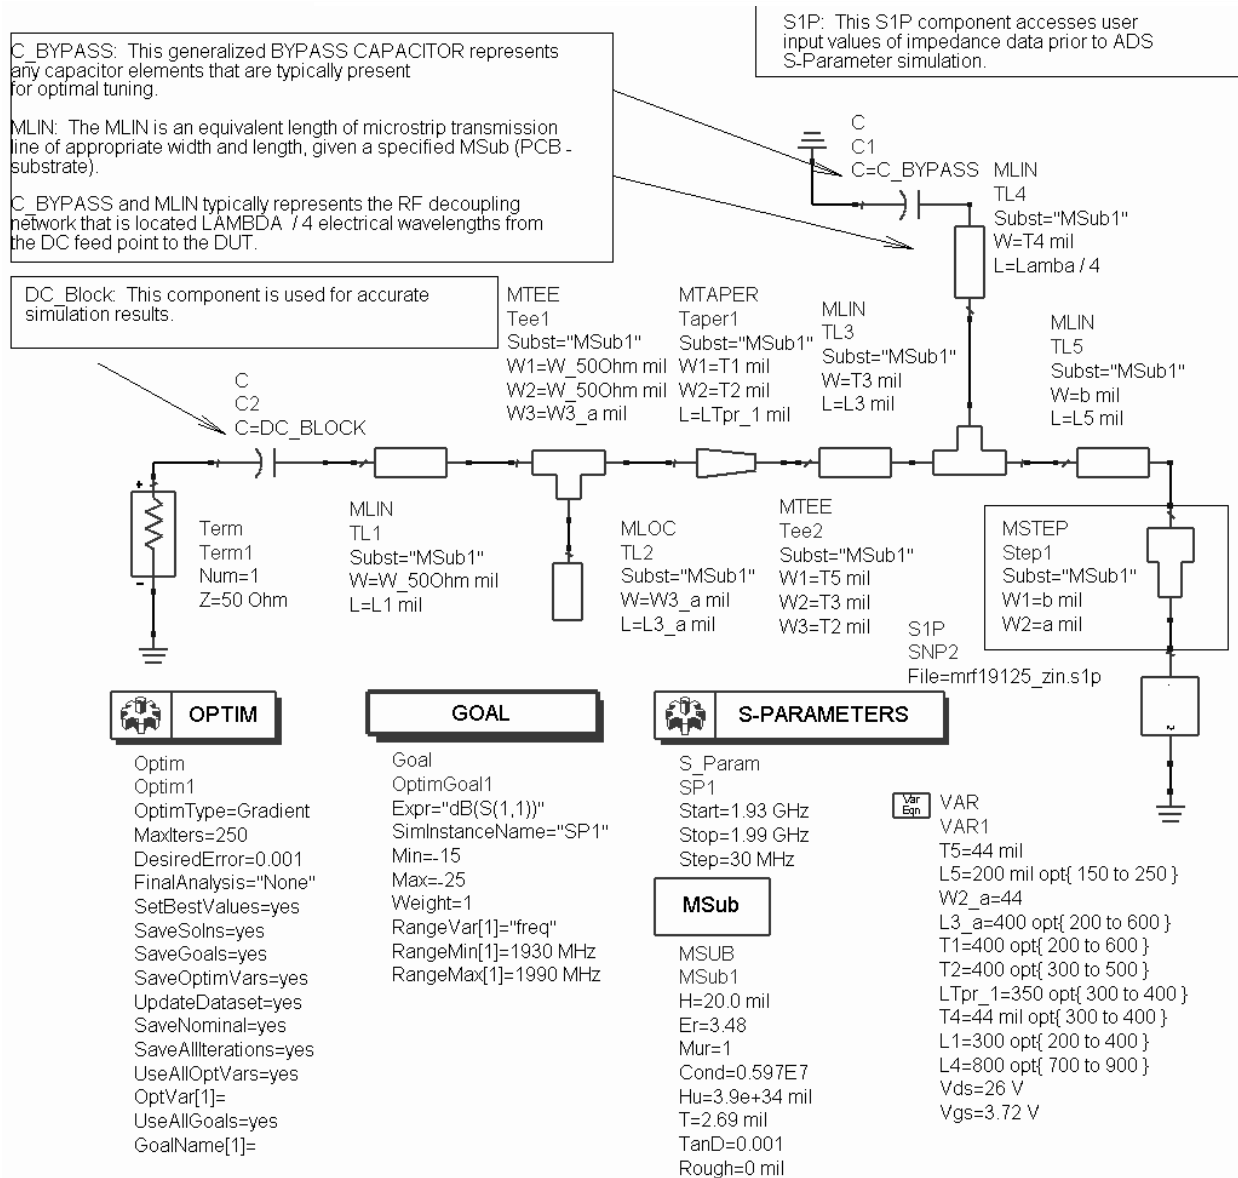 S1P: This S1P component accesses user
input values of impedance data prior to ADS
S-Parameter simulation.
C_BYPASS: This generalized BYPASS CAPACITOR represents
any capacitor elements that are typically present
for optimal tuning.
MLIN: The MLIN is an equivalent length of microstrip transmission
line of appropriate width and length, given a specified MSub (PCB -
substrate).
C_BYPASS and MLIN typically represents the RF decoupling
network that is located LAMBDA / 4 electrical wavelengths from
the DC feed point to the DUT.
DC_Block: This component is used for accurate
simulation results.
C
C1
C=C_BYPASS
MLIN
TL4
Subst="MSub1"
W=T4 mil
L=Lamba / 4
C
C2
C=DC_BLOCK
MTEE
Tee1
Subst="MSub1"
W1=W_50Ohm mil
W2=W_50Ohm mil
W3=W3_a mil
MTAPER
Taper1
Subst="MSub1"
W1=T1 mil
W2=T2 mil
L=LTpr_1 mil
MLIN
TL3
Subst="MSub1"
W=T3 mil
L=L3 mil
MLIN
TL5
Subst="MSub1"
W=b mil
L=L5 mil
+
-
Term
Term1
Num=1
Z=50 Ohm
MLIN
TL1
Subst="MSub1"
W=W_50Ohm mil
L=L1 mil
MLOC
TL2
Subst="MSub1"
W=W3_a mil
L=L3_a mil
MTEE
Tee2
Subst="MSub1"
W1=T5 mil
W2=T3 mil
W3=T2 mil
MSTEP
Step1
Subst="MSub1"
W1=b mil
W2=a mil
S1P
SNP2
File=mrf19125_zin.s1p
OPTIM
Optim
Optim1
OptimType=Gradient
MaxIters=250
DesiredError=0.001
FinalAnalysis="None"
SetBestValues=yes
SaveSolns=yes
SaveGoals=yes
SaveOptimVars=yes
UpdateDataset=yes
SaveNominal=yes
SaveAllIterations=yes
UseAllOptVars=yes
OptVar[1]=
UseAllGoals=yes
GoalName[1]=
GOAL
Goal
OptimGoal1
Expr="dB(S(1,1))"
SimInstanceName="SP1"
Min=-15
Max=-25
Weight=1
RangeVar[1]="freq"
RangeMin[1]=1930 MHz
RangeMax[1]=1990 MHz
S-PARAMETERS
S_Param
SP1
Start=1.93 GHz
Stop=1.99 GHz
Step=30 MHz
MSub
MSUB
MSub1
H=20.0 mil
Er=3.48
Mur=1
Cond=0.597E7
Hu=3.9e+34 mil
T=2.69 mil
TanD=0.001
Rough=0 mil
Var
Eqn
VAR
VAR1
T5=44 mil
L5=200 mil opt{ 150 to 250 }
W2_a=44
L3_a=400 opt{ 200 to 600 }
T1=400 opt{ 200 to 600 }
T2=400 opt{ 300 to 500 }
LTpr_1=350 opt{ 300 to 400 }
T4=44 mil opt{ 300 to 400 }
L1=300 opt{ 200 to 400 }
L4=800 opt{ 700 to 900 }
Vds=26 V
Vgs=3.72 V